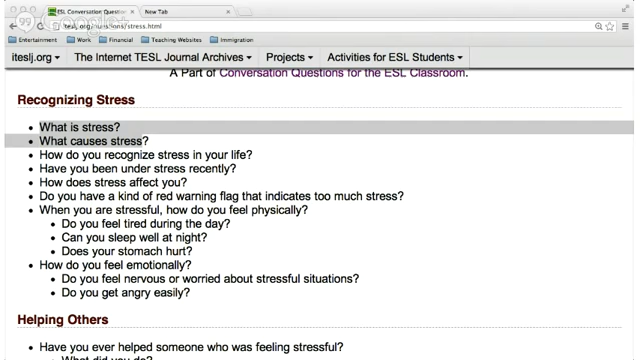 ESL Conversation Question
New Tab
iteslj.org/questions/stress.html
Entertainment Work Financial Teaching Websites Immigration
iteslj.org The Internet TESL Journal Archives Projects Activities for ESL Students
A Part of Conversation Questions for the ESL Classroom.
Recognizing Stress
What is stress?
What causes stress?
How do you recognize stress in your life?
Have you been under stress recently?
How does stress affect you?
Do you have a kind of red warning flag that indicates too much stress?
When you are stressful, how do you feel physically?
Do you feel tired during the day?
Can you sleep well at night?
Does your stomach hurt?
How do you feel emotionally?
Do you feel nervous or worried about stressful situations?
Do you get angry easily?
Helping Others
Have you ever helped someone who was feeling stressful?
What did you do?